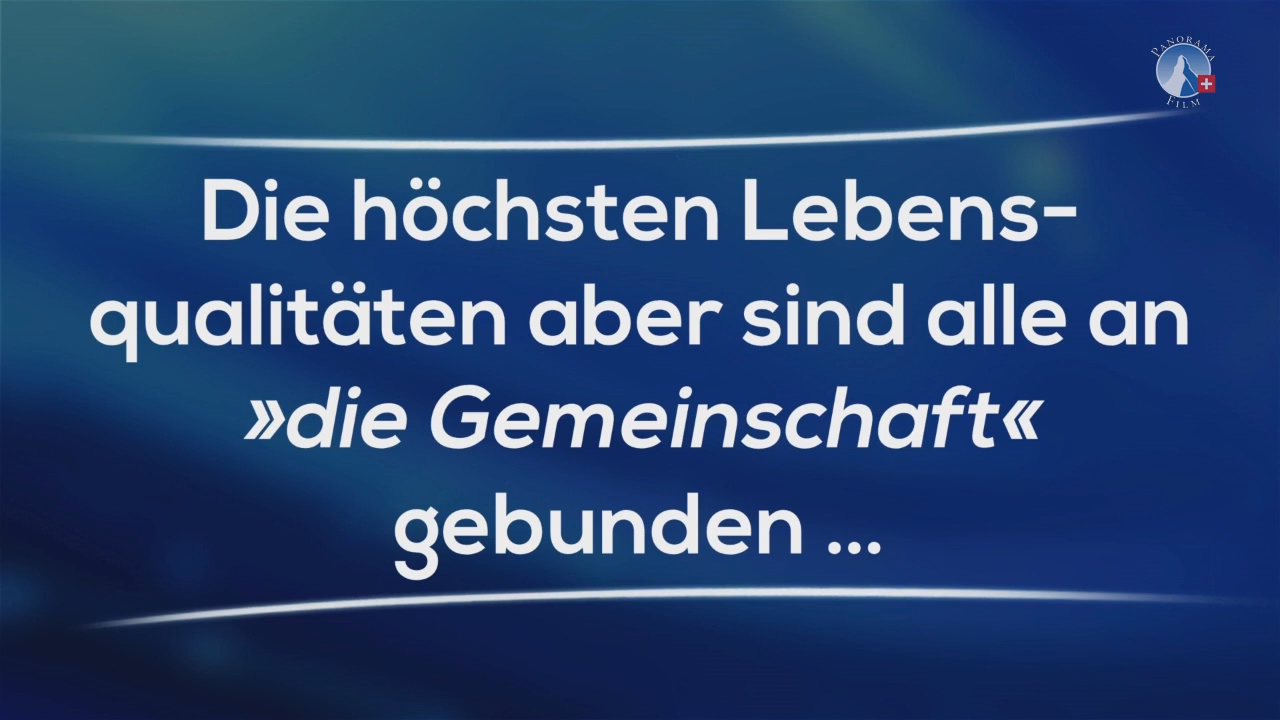 PANORAMA
FILM
Die höchsten Lebens-
qualitäten aber sind alle an
»die Gemeinschaft«
gebunden ...